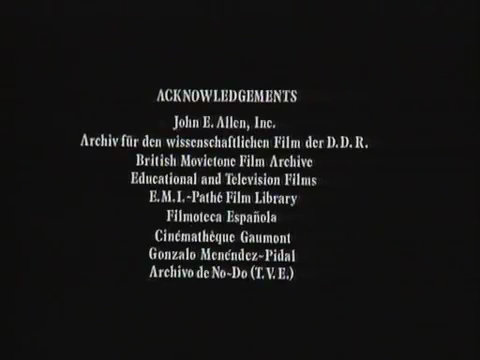 ACKNOWLEDGEMENTS
John E. Allen, Inc.
Archiv für den wissenschaftlichen Film der D.D.R.
British Movietone Film Archive
Educational and Television Films
E.M.I.-Pathé Film Library
Filmoteca Española
Cinémathèque Gaumont
Gonzalo Menéndez-Pidal
Archivo de No-Do (T.V.E.)